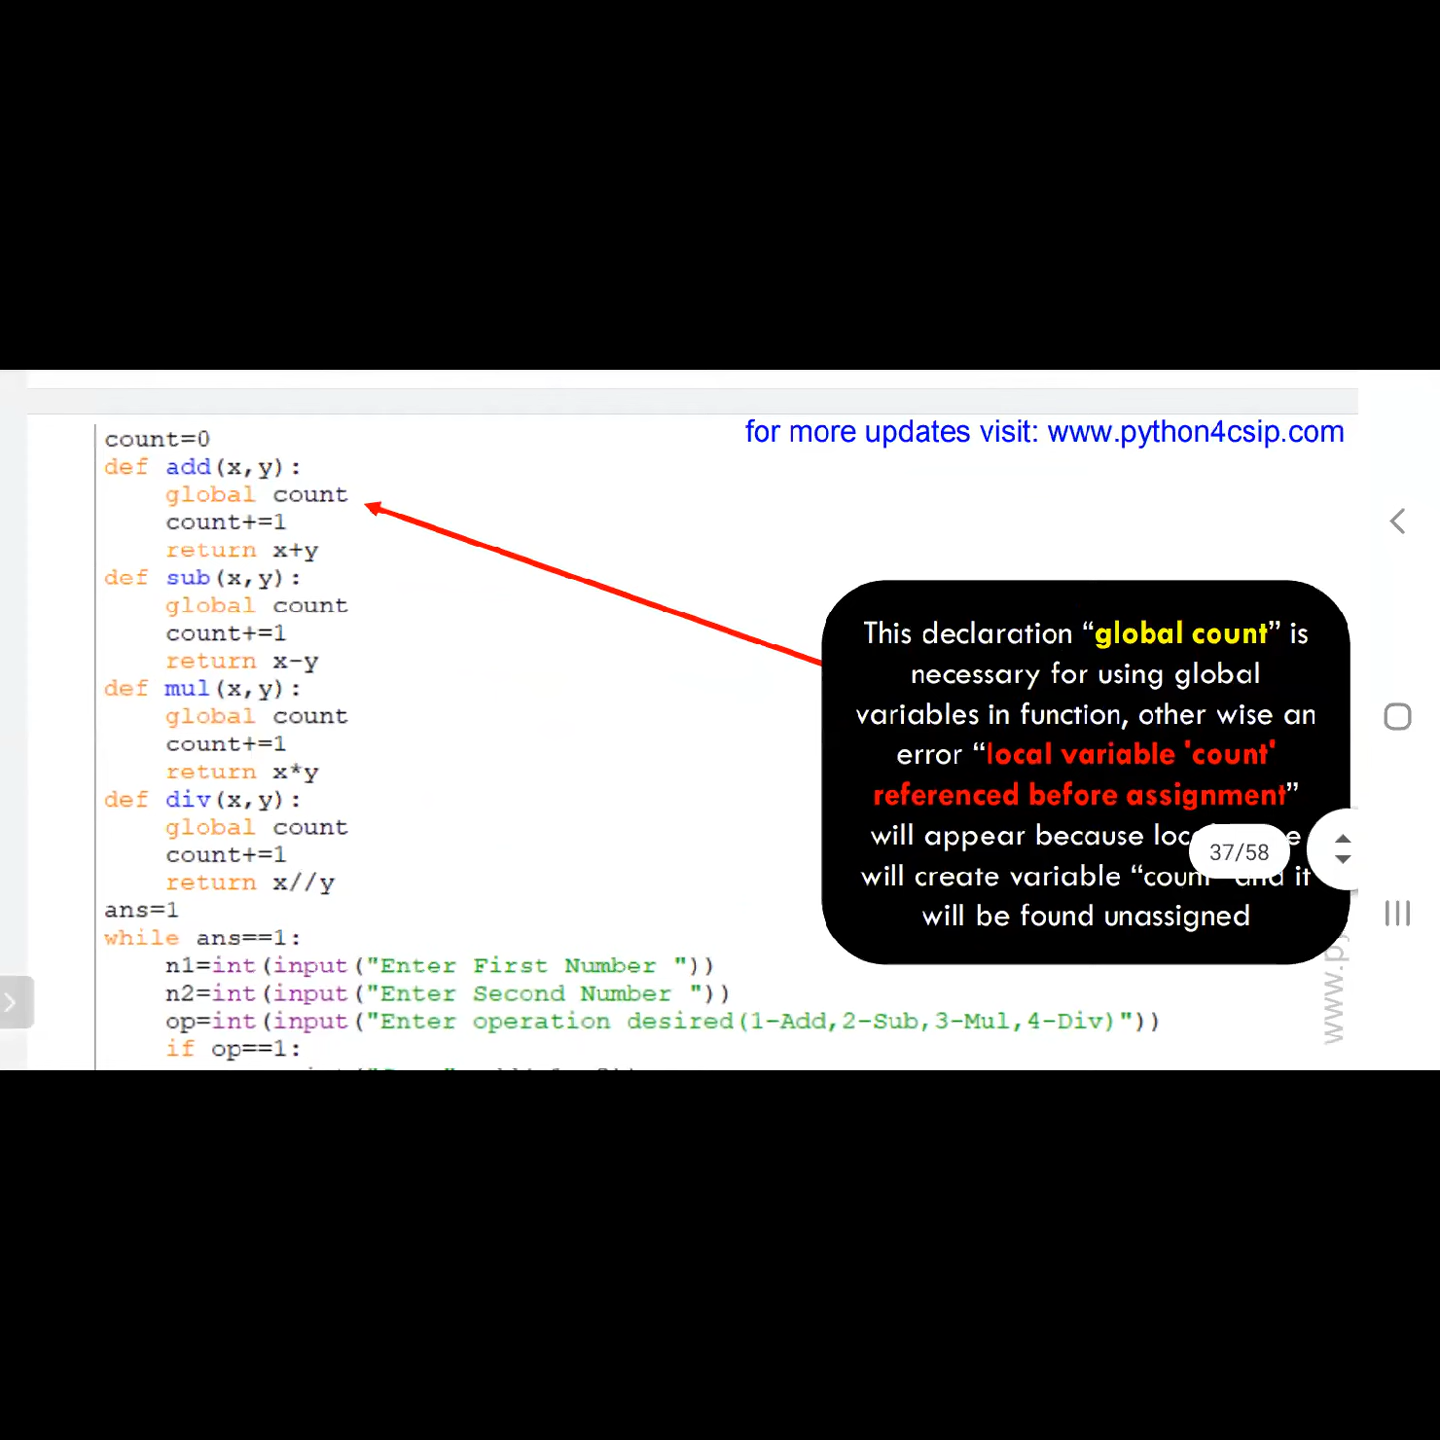 for more updates visit: www.python4csip.com
count=0
def add(x,y):
global count
count+=1
return x+y
def sub(x,y):
global count
count+=1
return x-y
def mul(x,y):
global count
count+=1
return x*y
def div(x,y):
global count
count+=1
return x//y
ans=1
while ans==1:
n1=int(input("Enter First Number "))
n2=int(input("Enter Second Number "))
op=int(input("Enter operation desired(1-Add,2-Sub,3-Mul,4-Div)"))
if op==1:
This declaration “global count” is
necessary for using global
variables in function, other wise an
error “local variable 'count'
referenced before assignment”
will appear because
will create variable “count” and it
will be found unassigned
37/58
www.